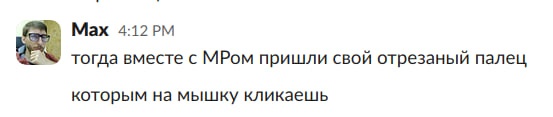 Max 4:12 PM
тогда вместе с МРом пришли свой отрезаный палец
которым на мышку кликаешь